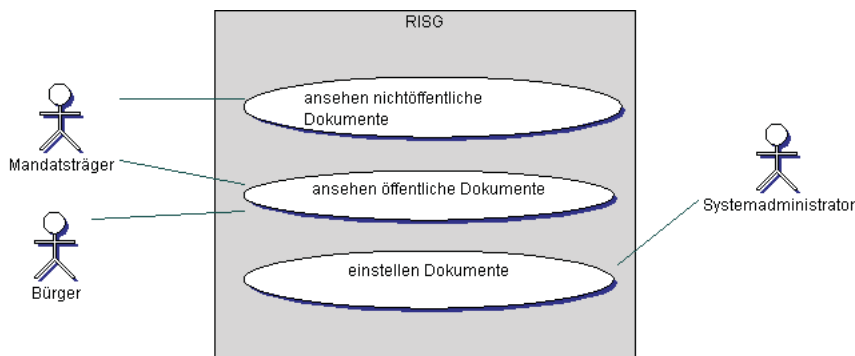 RISG
ansehen nichtöffentliche
Dokumente
Mandatsträger
ansehen öffentliche Dokumente
Systemadministrator
Bürger
einstellen Dokumente